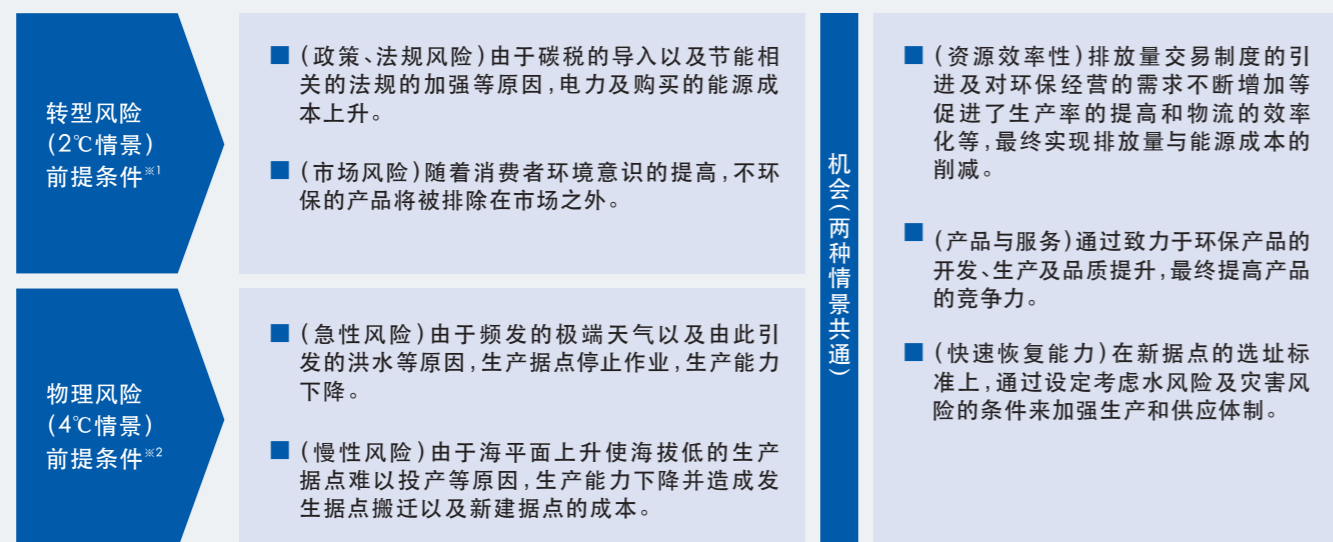 转型风险
(2℃情景)
前提条件※1
■ (政策、法规风险)由于碳税的导入以及节能相
关的法规的加强等原因,电力及购买的能源成
本上升。
■ (市场风险)随着消费者环境意识的提高,不环
保的产品将被排除在市场之外。
物理风险
(4℃情景)
前提条件※2
■ (急性风险)由于频发的极端天气以及由此引
发的洪水等原因,生产据点停止作业,生产能力
下降。
■ (慢性风险)由于海平面上升使海拔低的生产
据点难以投产等原因,生产能力下降并造成发
生据点搬迁以及新建据点的成本。
机会(两种情景共通)
■ (资源效率性)排放量交易制度的引
进及对环保经营的需求不断增加等
促进了生产率的提高和物流的效率
化等,最终实现排放量与能源成本的
削减。
■ (产品与服务)通过致力于环保产品的
开发、生产及品质提升,最终提高产品
的竞争力。
■ (快速恢复能力)在新据点的选址标
准上,通过设定考虑水风险及灾害风
险的条件来加强生产和供应体制。